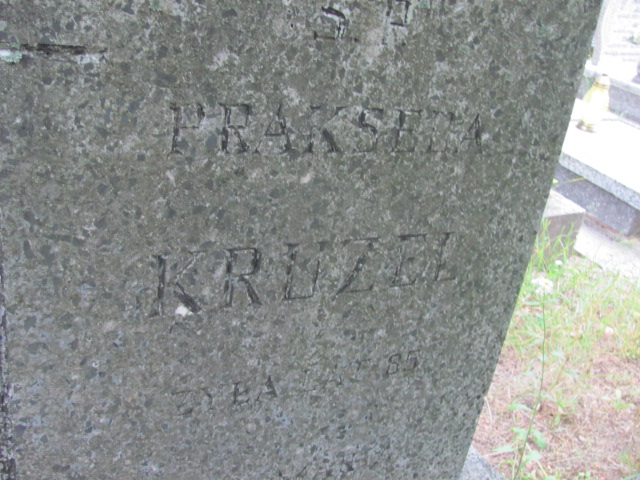 Ś.P.
PRAKSEDA
KRUZEL
ŻYŁA LAT 85